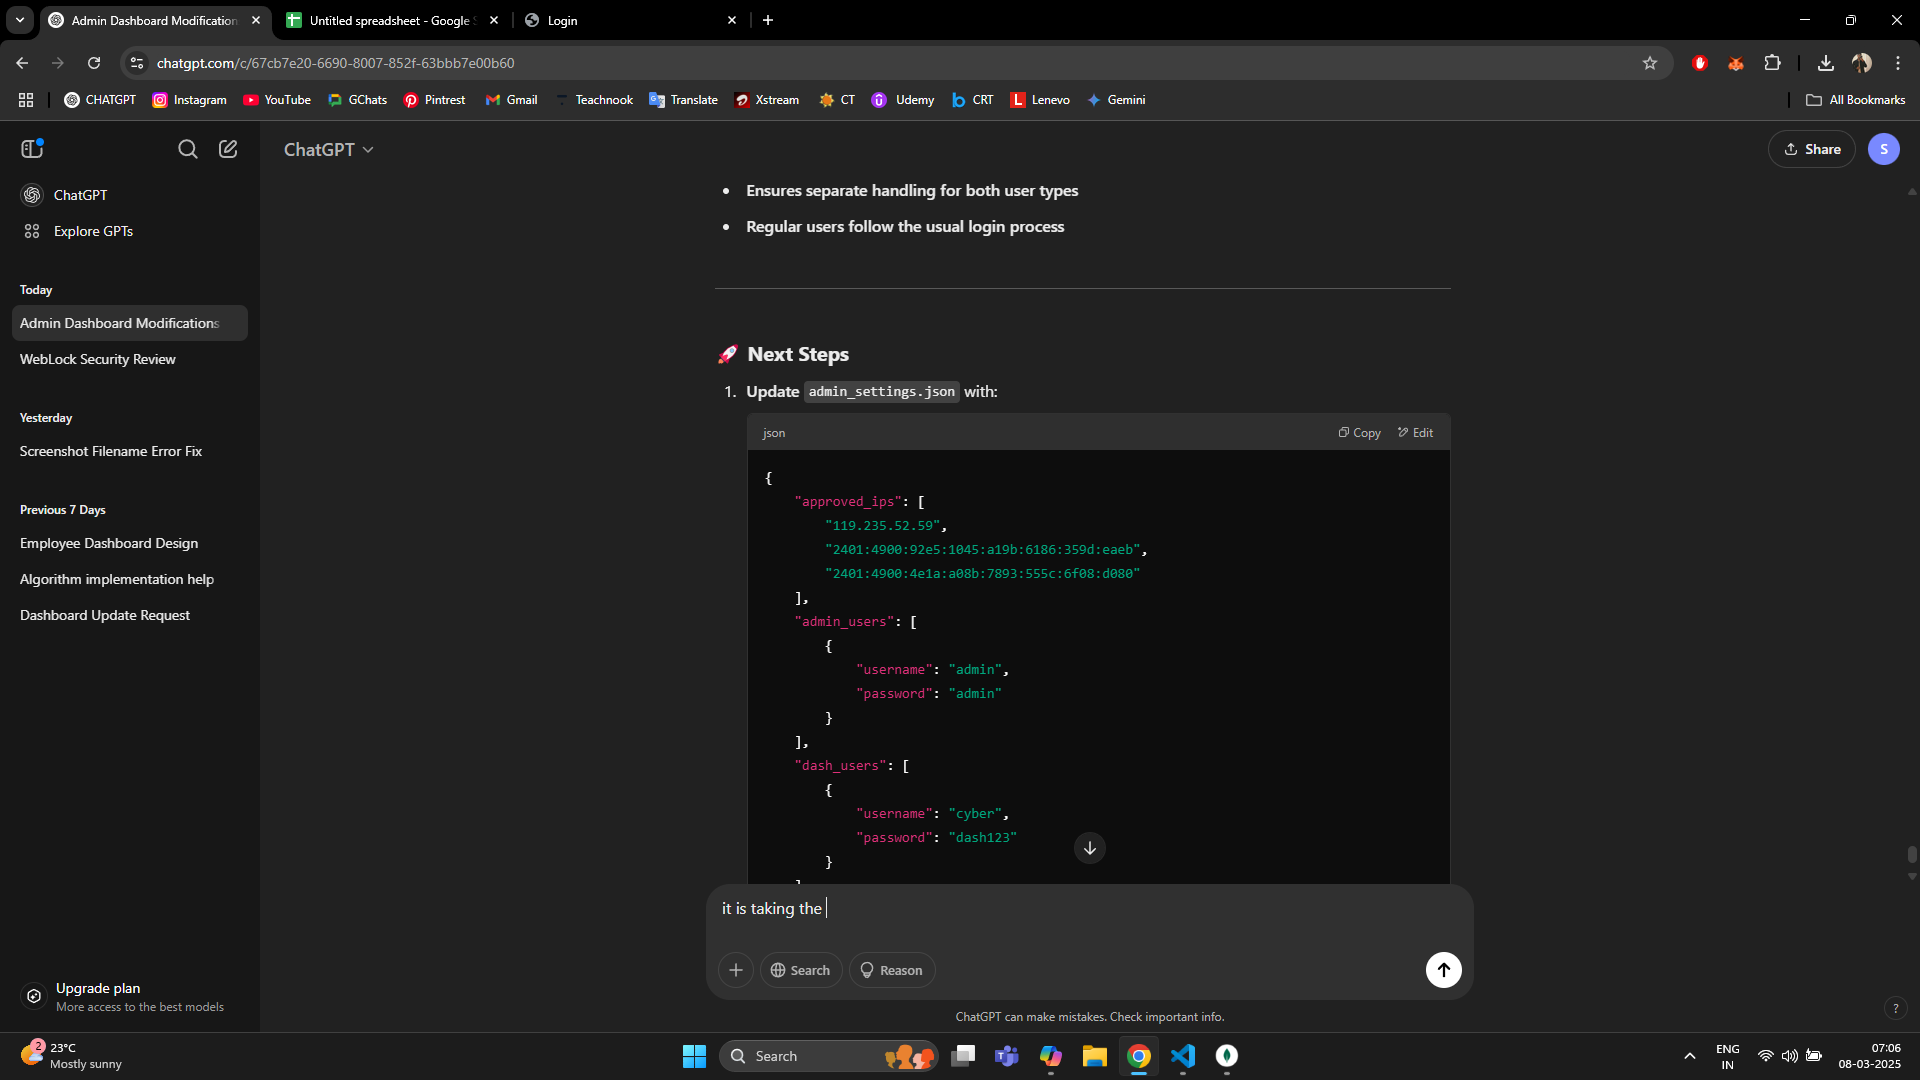 Admin Dashboard Modification
Untitled spreadsheet - Google S
Login
chatgpt.com/c/67cb7e20-6690-8007-852f-63bbb7e00b60
CHATGPT
Instagram
YouTube
GChats
Pintrest
Gmail
Teachnook
Translate
Xstream
CT
Udemy
CRT
Lenevo
Gemini
All Bookmarks
ChatGPT
Share
S
ChatGPT
Explore GPTs
Today
Admin Dashboard Modifications
WebLock Security Review
Yesterday
Screenshot Filename Error Fix
Previous 7 Days
Employee Dashboard Design
Algorithm implementation help
Dashboard Update Request
Upgrade plan
More access to the best models
• Ensures separate handling for both user types
• Regular users follow the usual login process
🚀 Next Steps
1. Update admin_settings.json with:
json
Copy
Edit
{
"approved_ips": [
"119.235.52.59",
"2401:4900:92e5:1045:a19b:6186:359d:eaeb",
"2401:4900:4e1a:a08b:7893:555c:6f08:d080"
],
"admin_users": [
{
"username": "admin",
"password": "admin"
}
],
"dash_users": [
{
"username": "cyber",
"password": "dash123"
}
it is taking the
Search
Reason
ChatGPT can make mistakes. Check important info.
?
2
23°C
Mostly sunny
Search
ENG
IN
07:06
08-03-2025